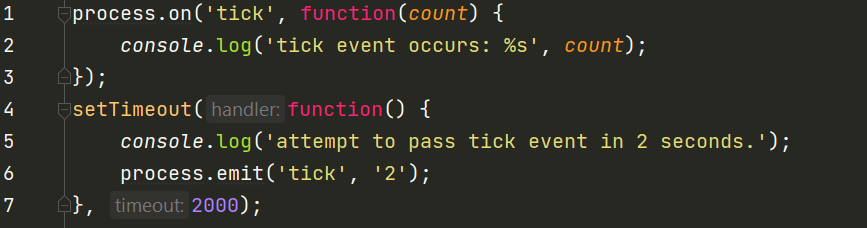 1 process.on('tick', function(count) {
2 console.log('tick event occurs: %s', count);
3 });
4 setTimeout( handler: function() {
5 console.log('attempt to pass tick event in 2 seconds.');
6 process.emit('tick', '2');
7 }, timeout: 2000);